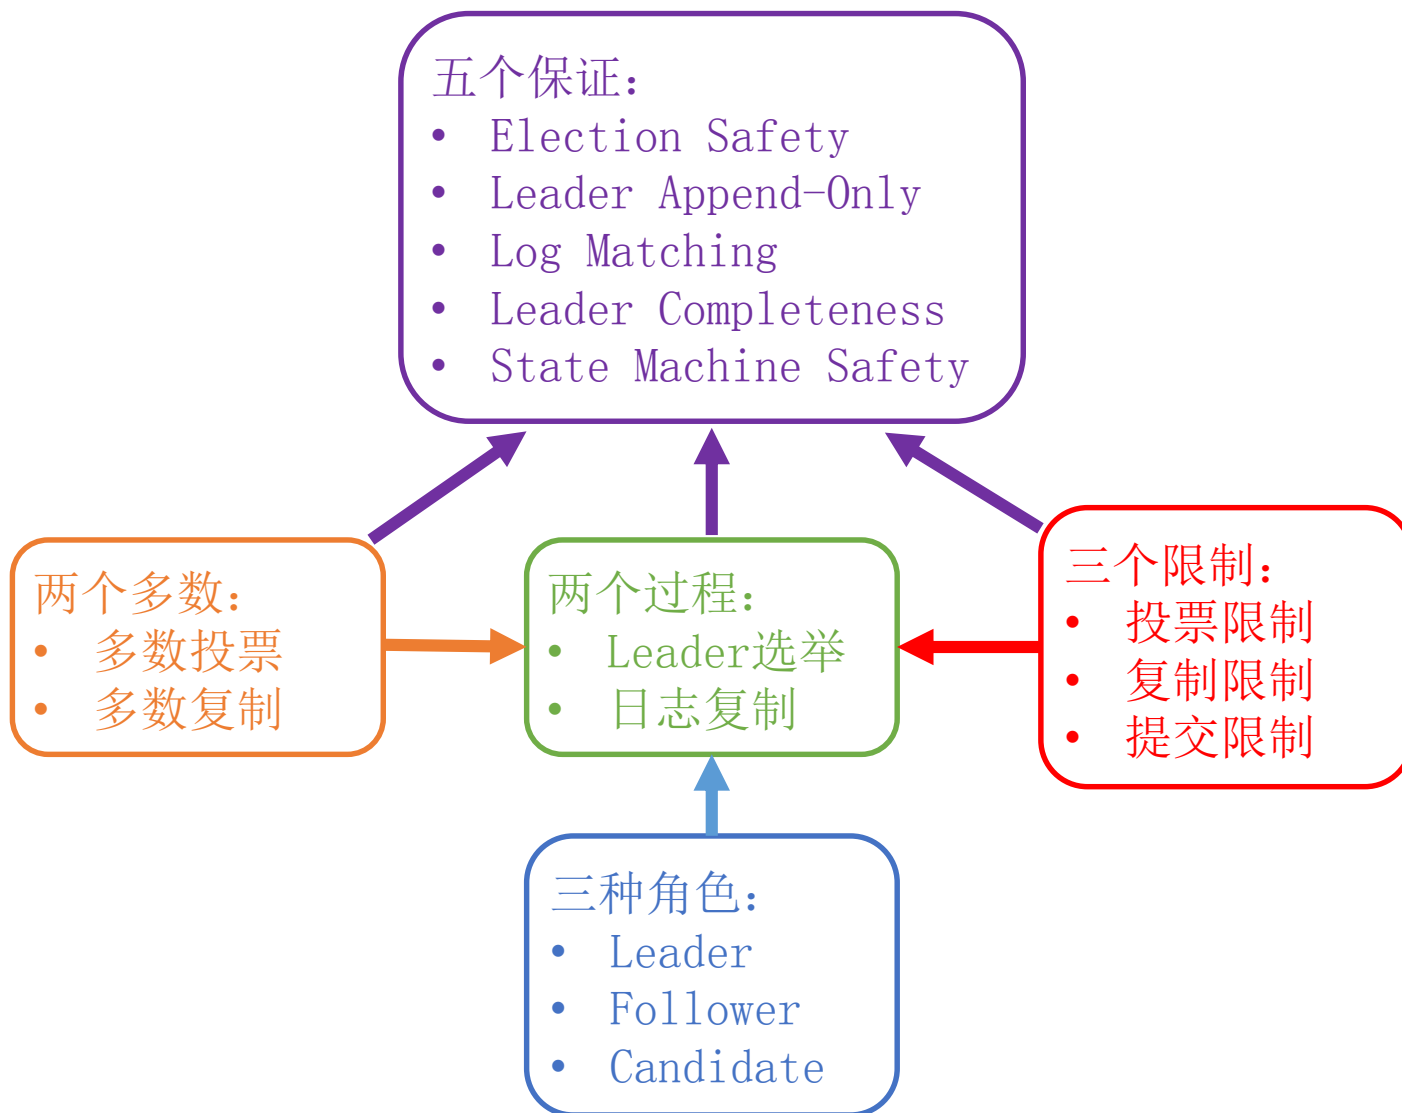 五个保证：
• Election Safety
• Leader Append-Only
• Log Matching
• Leader Completeness
• State Machine Safety
两个多数：
• 多数投票
• 多数复制
两个过程：
• Leader选举
• 日志复制
三个限制：
• 投票限制
• 复制限制
• 提交限制
三种角色：
• Leader
• Follower
• Candidate